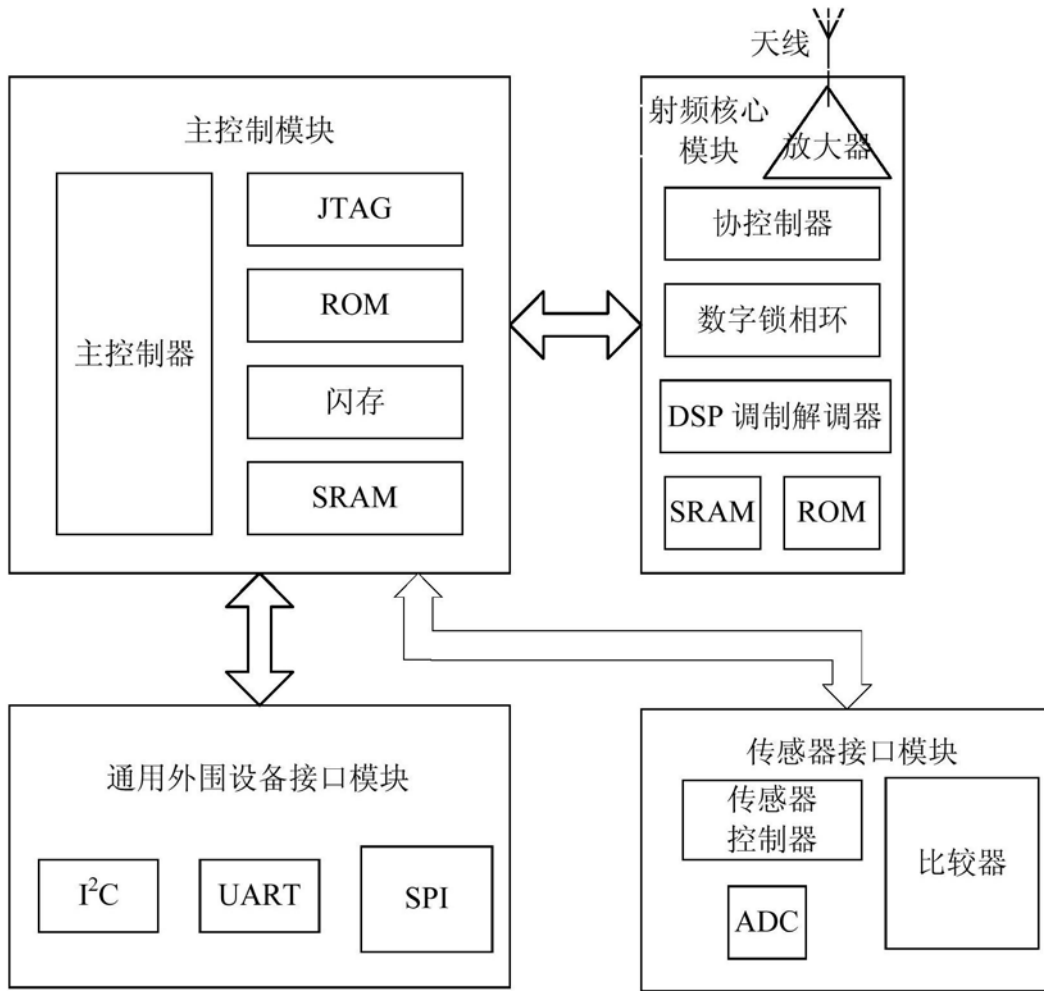 天线
主控制模块
主控制器
JTAG
ROM
闪存
SRAM
射频核心
模块
放大器
协控制器
数字锁相环
DSP 调制解调器
SRAM
ROM
通用外围设备接口模块
I²C
UART
SPI
传感器接口模块
传感器
控制器
ADC
比较器